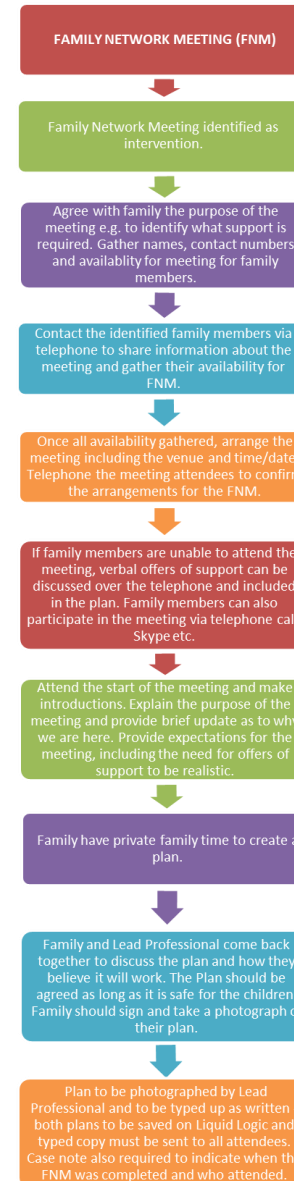 FAMILY NETWORK MEETING (FNM)
Family Network Meeting identified as
intervention.
Agree with family the purpose of the
meeting e.g. to identify what support is
required. Gather names, contact numbers
and availablity for meeting for family
members.
Contact the identified family members via
telephone to share information about the
meeting and gather their availability for
FNM.
Once all availability gathered, arrange the
meeting including the venue and time/date
Telephone the meeting attendees to confirm
the arrangements for the FNM.
If family members are unable to attend the
meeting, verbal offers of support can be
discussed over the telephone and included
in the plan. Family members can also
participate in the meeting via telephone call
Skype etc.
Attend the start of the meeting and make
introductions. Explain the purpose of the
meeting and provide brief update as to why
we are here. Provide expectations for the
meeting, including the need for offers of
support to be realistic.
Family have private family time to create a
plan.
Family and Lead Professional come back
together to discuss the plan and how they
believe it will work. The Plan should be
agreed as long as it is safe for the children
Family should sign and take a photograph of
their plan.
Plan to be photographed by Lead
Professional and to be typed up as written
both plans to be saved on Liquid Logic and
typed copy must be sent to all attendees.
Case note also required to indicate when the
FNM was completed and who attended.